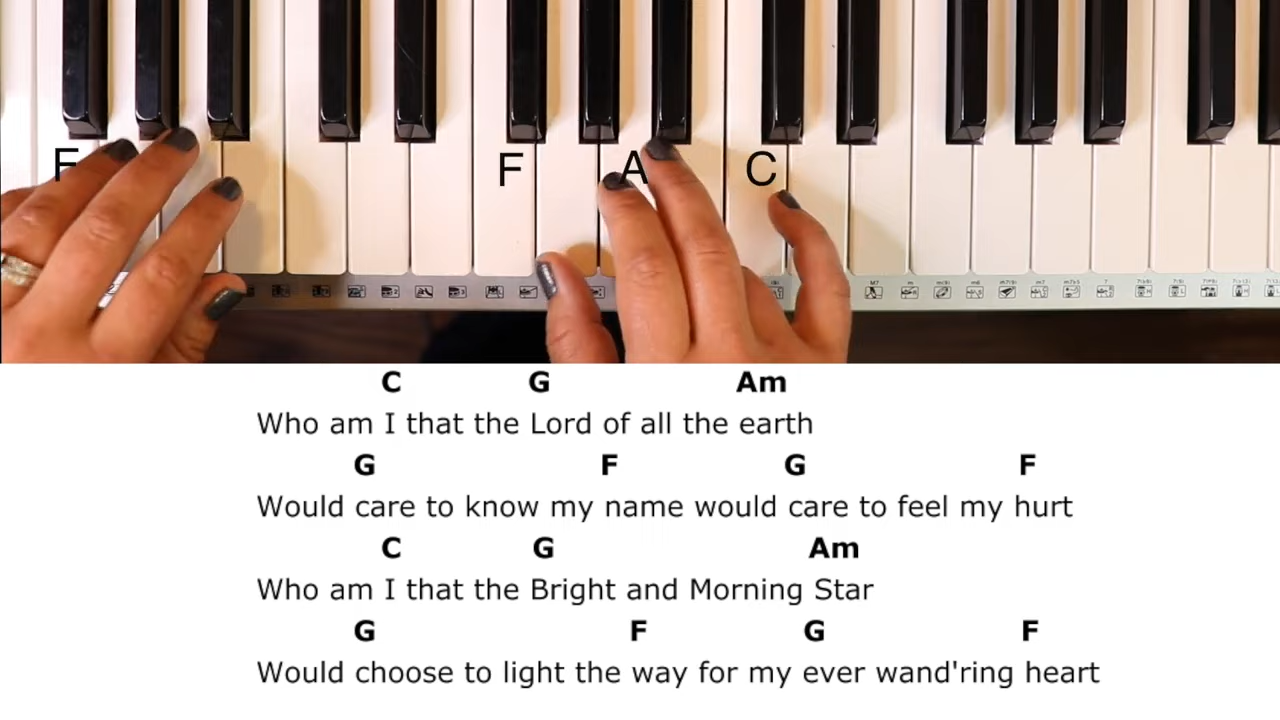 F F A C
C G Am
Who am I that the Lord of all the earth
G F G F
Would care to know my name would care to feel my hurt
C G Am
Who am I that the Bright and Morning Star
G F G F
Would choose to light the way for my ever wand'ring heart